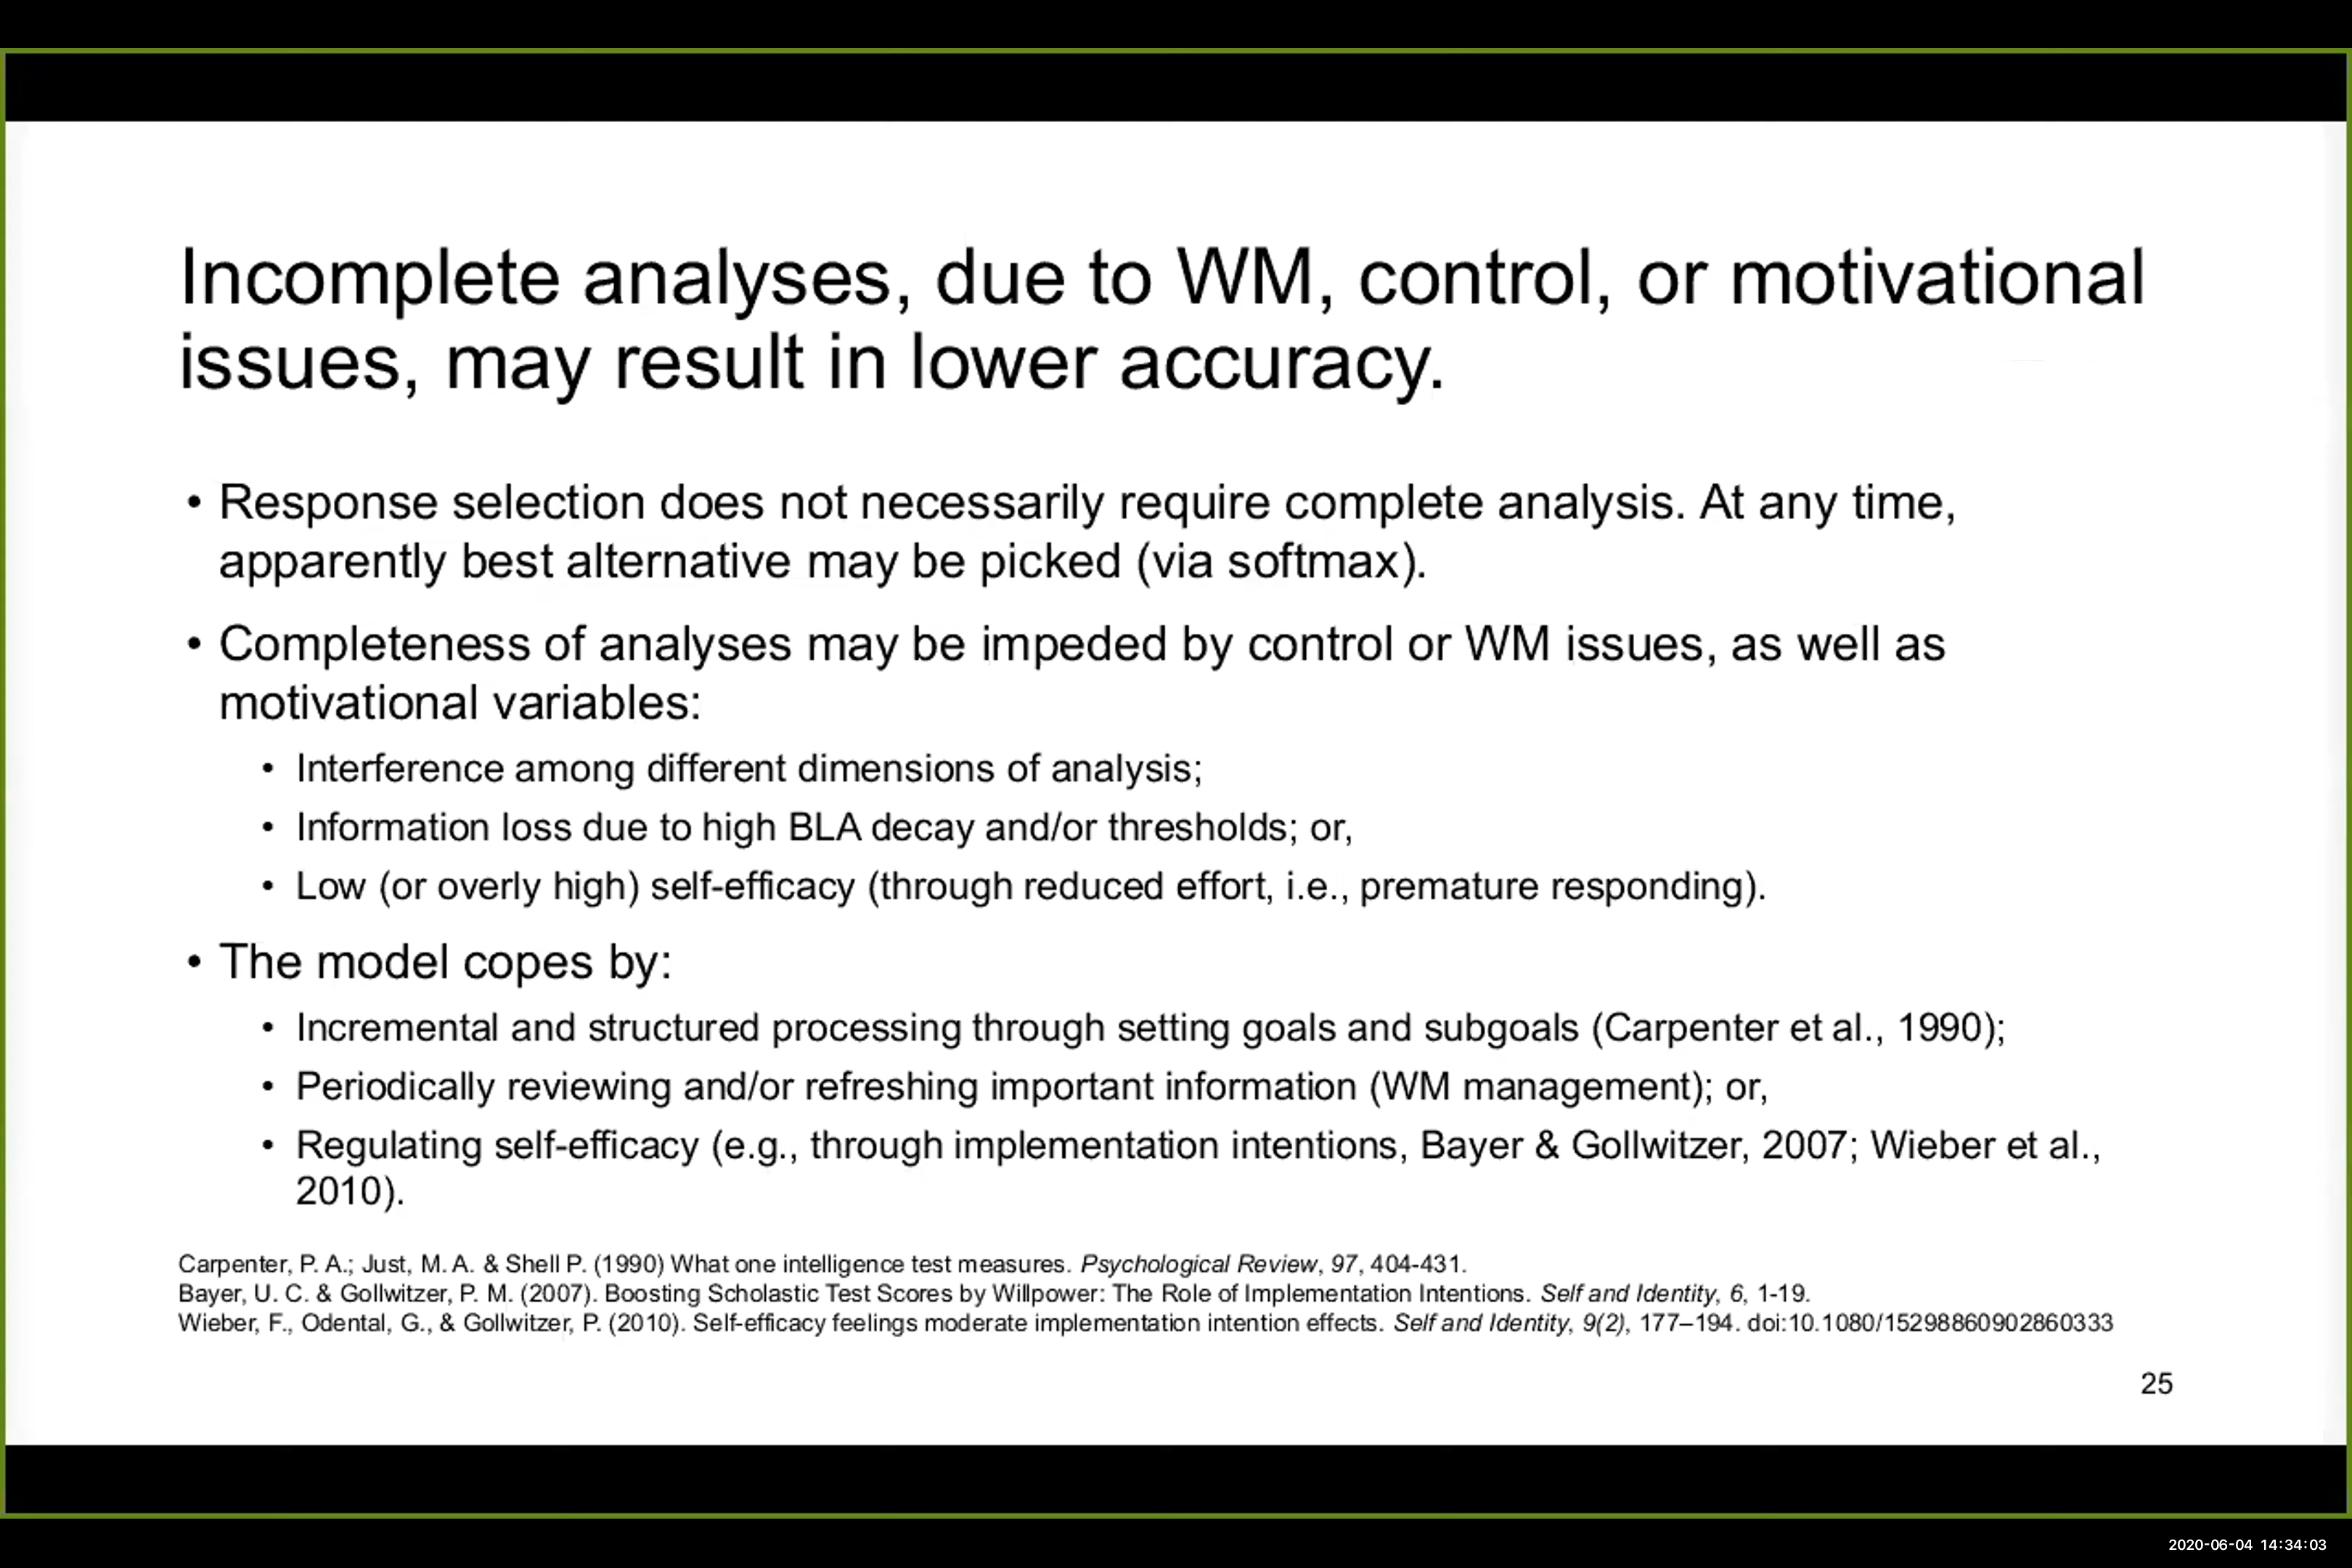 Incomplete analyses, due to WM, control, or motivational
issues, may result in lower accuracy.
• Response selection does not necessarily require complete analysis. At any time,
apparently best alternative may be picked (via softmax).
• Completeness of analyses may be impeded by control or WM issues, as well as
motivational variables:
• Interference among different dimensions of analysis;
• Information loss due to high BLA decay and/or thresholds; or,
• Low (or overly high) self-efficacy (through reduced effort, i.e., premature responding).
• The model copes by:
• Incremental and structured processing through setting goals and subgoals (Carpenter et al., 1990);
• Periodically reviewing and/or refreshing important information (WM management); or,
• Regulating self-efficacy (e.g., through implementation intentions, Bayer & Gollwitzer, 2007; Wieber et al.,
2010).
Carpenter, P. A.; Just, M. A. & Shell P. (1990) What one intelligence test measures. Psychological Review, 97, 404-431.
Bayer, U. C. & Gollwitzer, P. M. (2007). Boosting Scholastic Test Scores by Willpower: The Role of Implementation Intentions. Self and Identity, 6, 1-19.
Wieber, F., Odental, G., & Gollwitzer, P. (2010). Self-efficacy feelings moderate implementation intention effects. Self and Identity, 9(2), 177–194. doi:10.1080/15298860902860333
25
2020-06-04 14:34:03